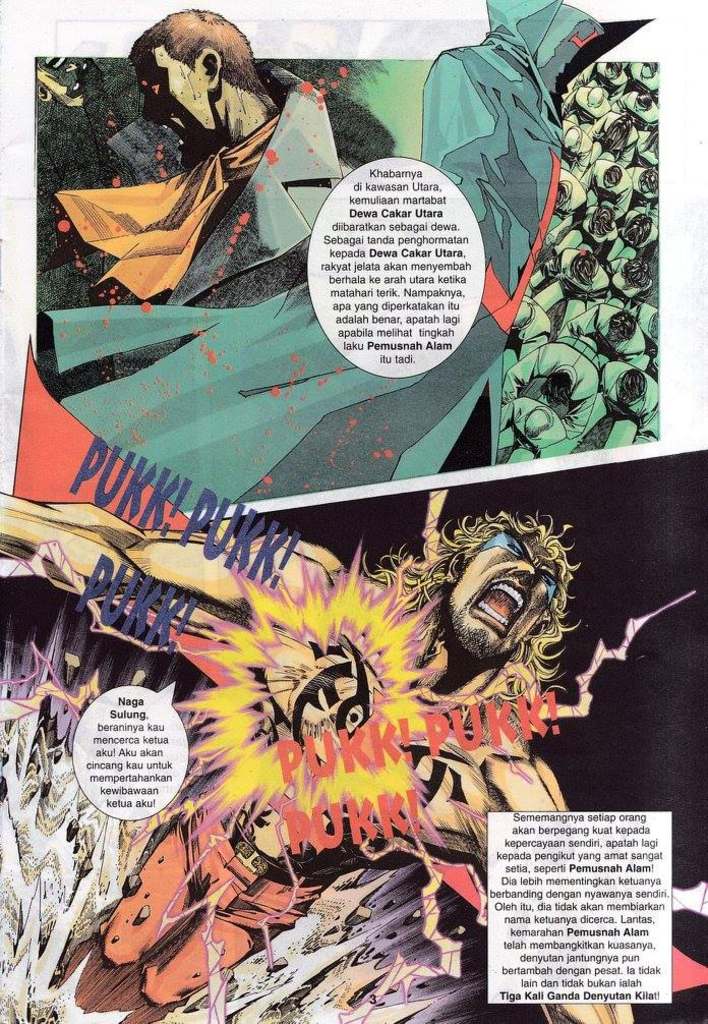 Khabarnya
di kawasan Utara,
kemuliaan martabat
Dewa Cakar Utara
diibaratkan sebagai dewa.
Sebagai tanda penghormatan
kepada Dewa Cakar Utara,
rakyat jelata akan menyembah
berhala ke arah utara ketika
matahari terik. Nampaknya,
apa yang diperkatakan itu
adalah benar, apatah lagi
apabila melihat tingkah
laku Pemusnah Alam
itu tadi.
PUKK! PUKK!
PUKK!
Naga
Sulung,
beraninya kau
mencerca ketua
aku! Aku akan
cincang kau untuk
mempertahankan
kewibawaan
ketua aku!
PUKK! PUKK!
PUKK!
Sememangnya setiap orang
akan berpegang kuat kepada
kepercayaan sendiri, apatah lagi
kepada pengikut yang amat sangat
setia, seperti Pemusnah Alam!
Dia lebih mementingkan ketuanya
berbanding dengan nyawanya sendiri.
Oleh itu, dia tidak akan membiarkan
nama ketuanya dicerca. Lantas,
kemarahan Pemusnah Alam
telah membangkitkan kuasanya,
denyutan jantungnya pun
bertambah dengan pesat. Ia tidak
lain dan tidak bukan ialah
Tiga Kali Ganda Denyutan Kilat!
3